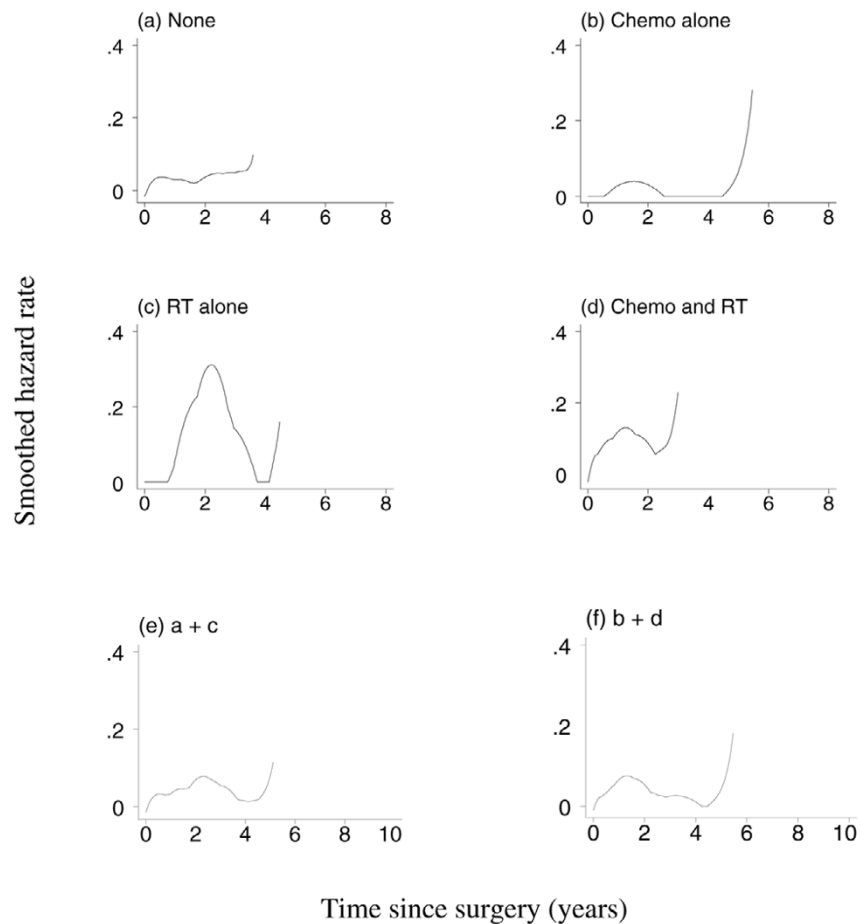 (a) None
.4
.2
0
0 2 4 6 8
(b) Chemo alone
.4
.2
0
0 2 4 6 8
Smoothed hazard rate
(c) RT alone
.4
.2
0
0 2 4 6 8
(d) Chemo and RT
.4
.2
0
0 2 4 6 8
(e) a + c
.4
.2
0
0 2 4 6 8 10
(f) b + d
.4
.2
0
0 2 4 6 8 10
Time since surgery (years)